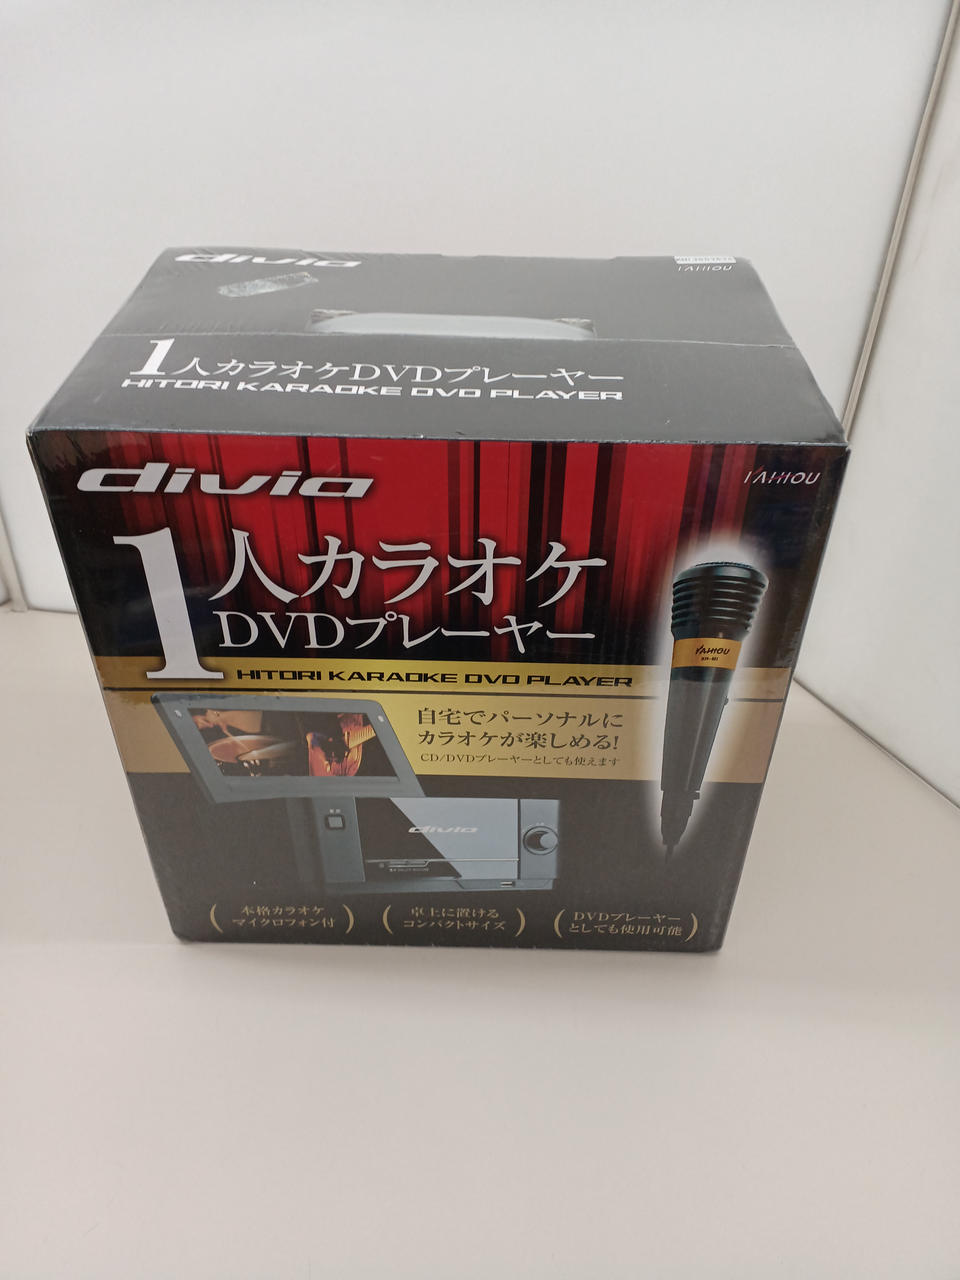 divia
YAHIOU
1人カラオケDVDプレーヤー
HITORI KARAOKE DVD PLAYER
divia
YAHIOU
1人カラオケ
DVDプレーヤー
HITORI KARAOKE DVD PLAYER
YAHIOU
自宅でパーソナルに
カラオケが楽しめる!
CD/DVDプレーヤーとしても使えます
divia
(本格カラオケ
マイクロフォン付)
(卓上に置ける
コンパクトサイズ)
(DVDプレーヤー
としても使用可能)